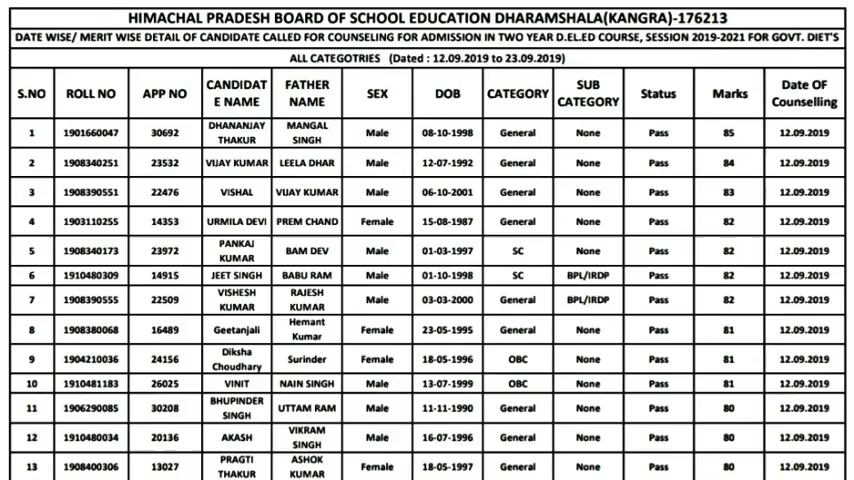 HIMACHAL PRADESH BOARD OF SCHOOL EDUCATION DHARAMSHALA(KANGRA)-176213
DATE WISE/ MERIT WISE DETAIL OF CANDIDATE CALLED FOR COUNSELING FOR ADMISSION IN TWO YEAR D.EL.ED COURSE, SESSION 2019-2021 FOR GOVT. DIET'S
ALL CATEGOTRIES (Dated : 12.09.2019 to 23.09.2019)
S.NO ROLL NO APP NO CANDIDAT E NAME FATHER NAME SEX DOB CATEGORY SUB CATEGORY Status Marks Date OF Counselling
1 1901660047 30692 DHANANJAY THAKUR MANGAL SINGH Male 08-10-1998 General None Pass 85 12.09.2019
2 1908340251 23532 VIJAY KUMAR LEELA DHAR Male 12-07-1992 General None Pass 84 12.09.2019
3 1908390551 22476 VISHAL VIJAY KUMAR Male 06-10-2001 General None Pass 83 12.09.2019
4 1903110255 14353 URMILA DEVI PREM CHAND Female 15-08-1987 General None Pass 82 12.09.2019
5 1908340173 23972 PANKAJ KUMAR BAM DEV Male 01-03-1997 SC None Pass 82 12.09.2019
6 1910480309 14915 JEET SINGH BABU RAM Male 01-10-1998 SC BPL/IRDP Pass 82 12.09.2019
7 1908390555 22509 VISHESH KUMAR RAJESH KUMAR Male 03-03-2000 General BPL/IRDP Pass 82 12.09.2019
8 1908380068 16489 Geetanjali Hemant Kumar Female 23-05-1995 General None Pass 81 12.09.2019
9 1904210036 24156 Diksha Choudhary Surinder Female 18-05-1996 OBC None Pass 81 12.09.2019
10 1910481183 26025 VINIT NAIN SINGH Male 13-07-1999 OBC None Pass 81 12.09.2019
11 1906290085 30208 BHUPINDER SINGH UTTAM RAM Male 11-11-1990 General None Pass 80 12.09.2019
12 1910480034 20136 AKASH VIKRAM SINGH Male 16-07-1996 General None Pass 80 12.09.2019
13 1908400306 13027 PRAGTI THAKUR ASHOK KUMAR Female 18-05-1997 General None Pass 80 12.09.2019